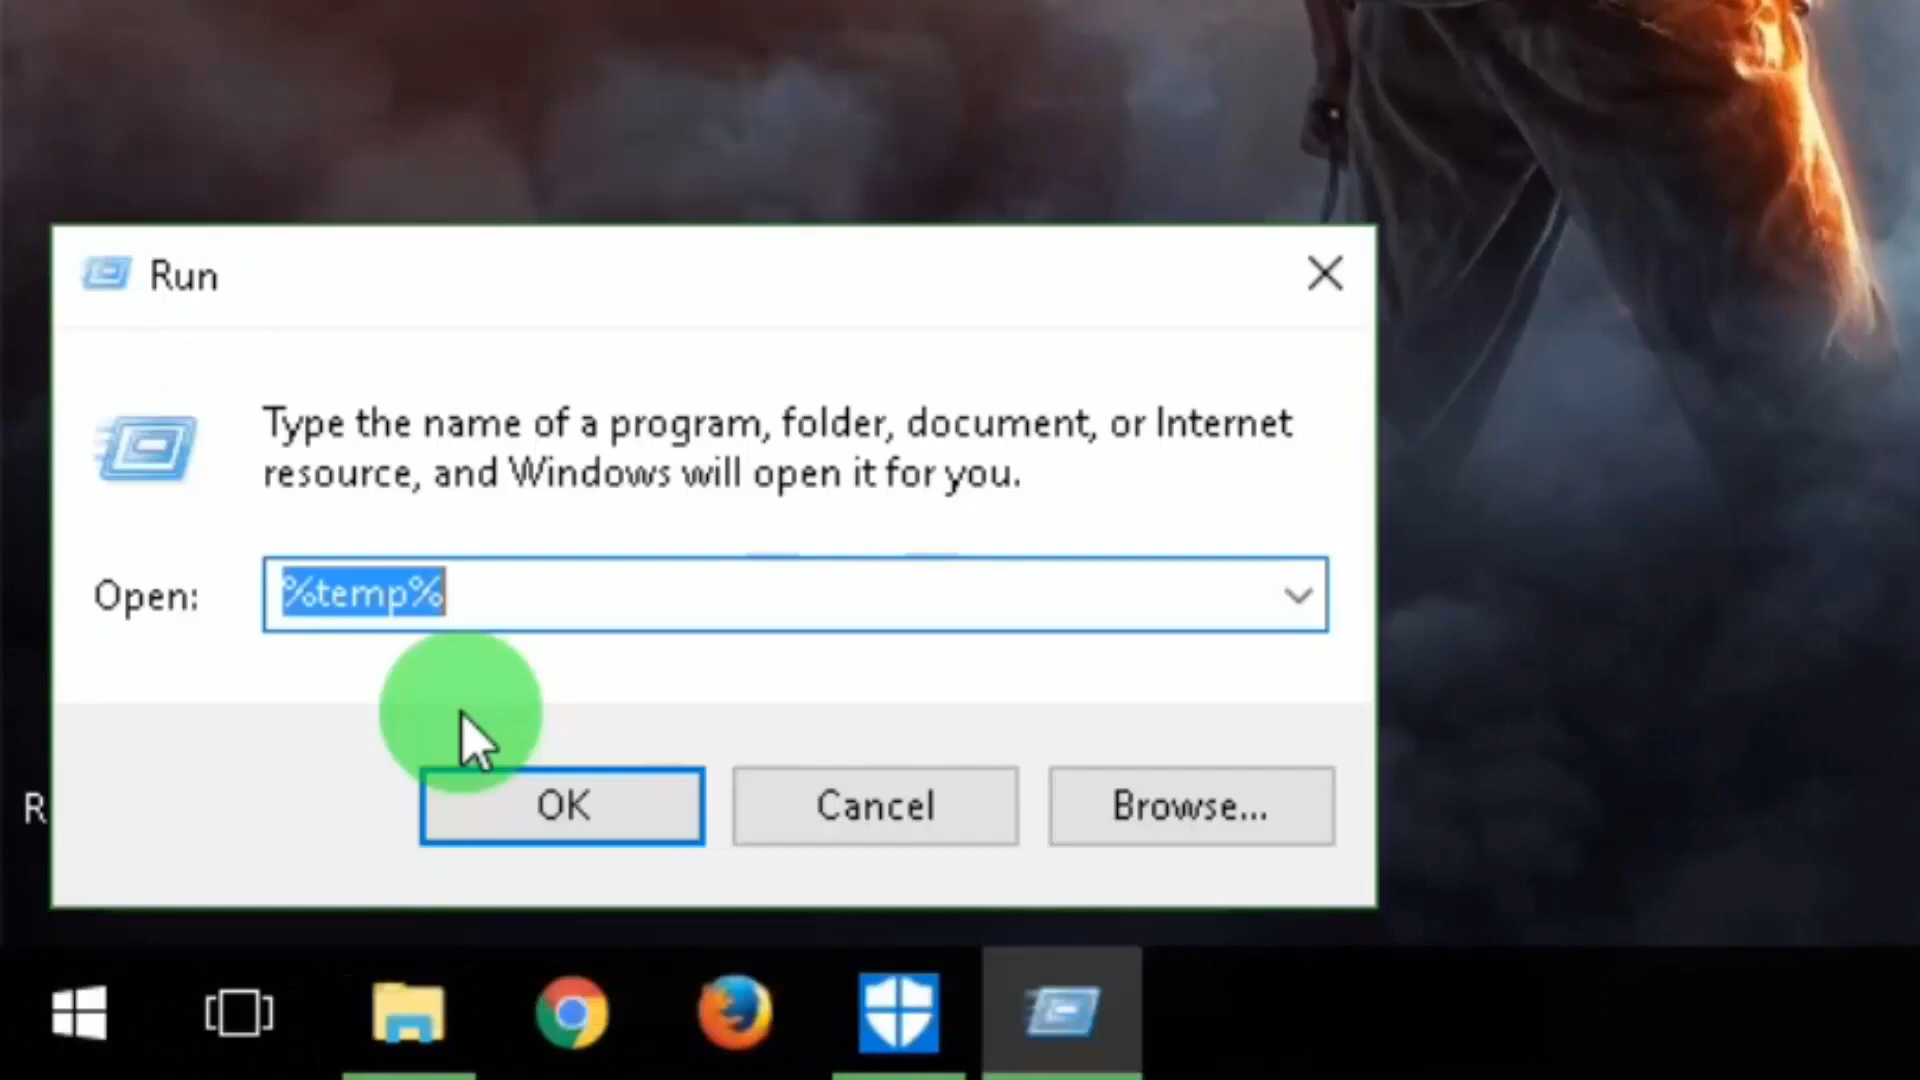 Run
Type the name of a program, folder, document, or Internet
resource, and Windows will open it for you.
Open:
%temp%
R
OK
Cancel
Browse...